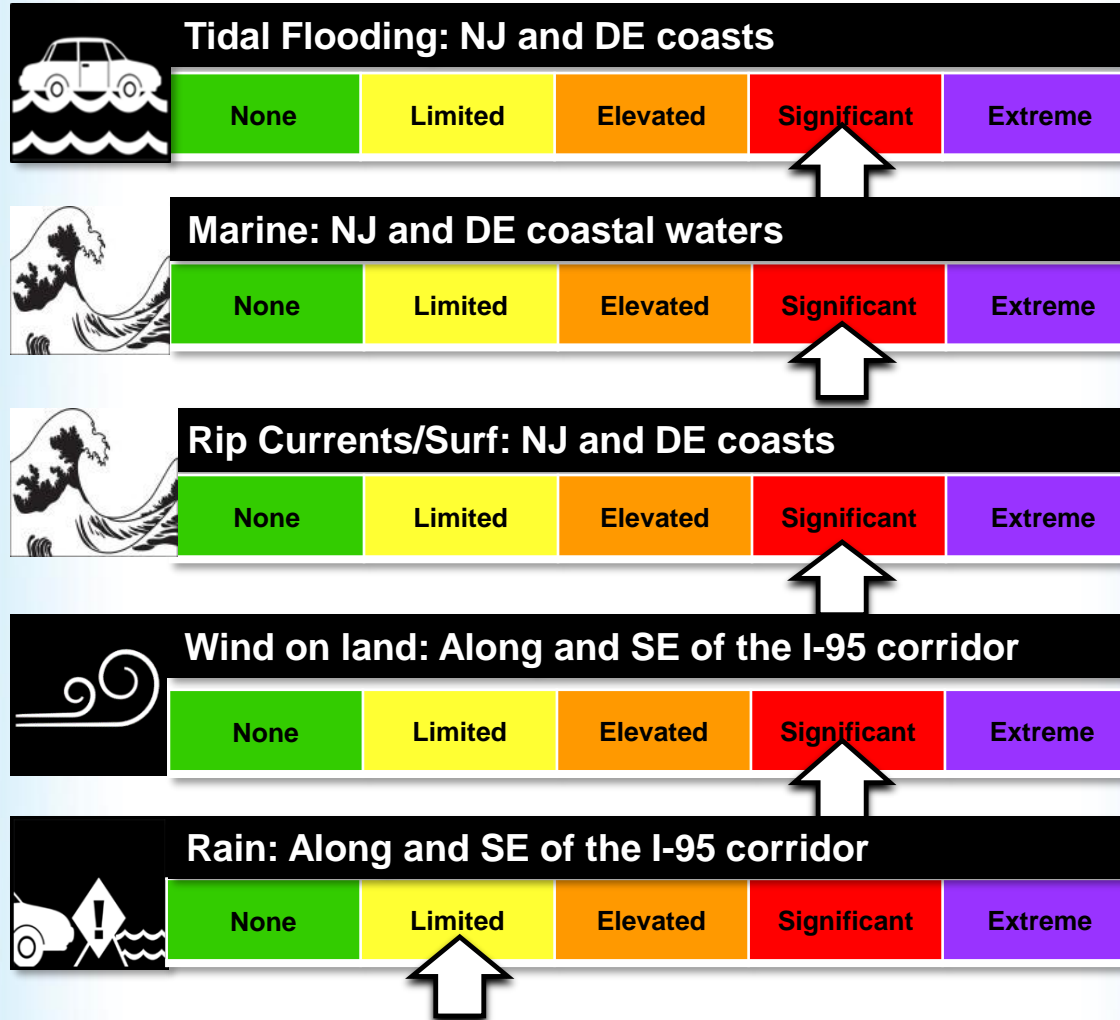 Tidal Flooding: NJ and DE coasts
None Limited Elevated Significant Extreme
Marine: NJ and DE coastal waters
None Limited Elevated Significant Extreme
Rip Currents/Surf: NJ and DE coasts
None Limited Elevated Significant Extreme
Wind on land: Along and SE of the I-95 corridor
None Limited Elevated Significant Extreme
Rain: Along and SE of the I-95 corridor
!
None Limited Elevated Significant Extreme